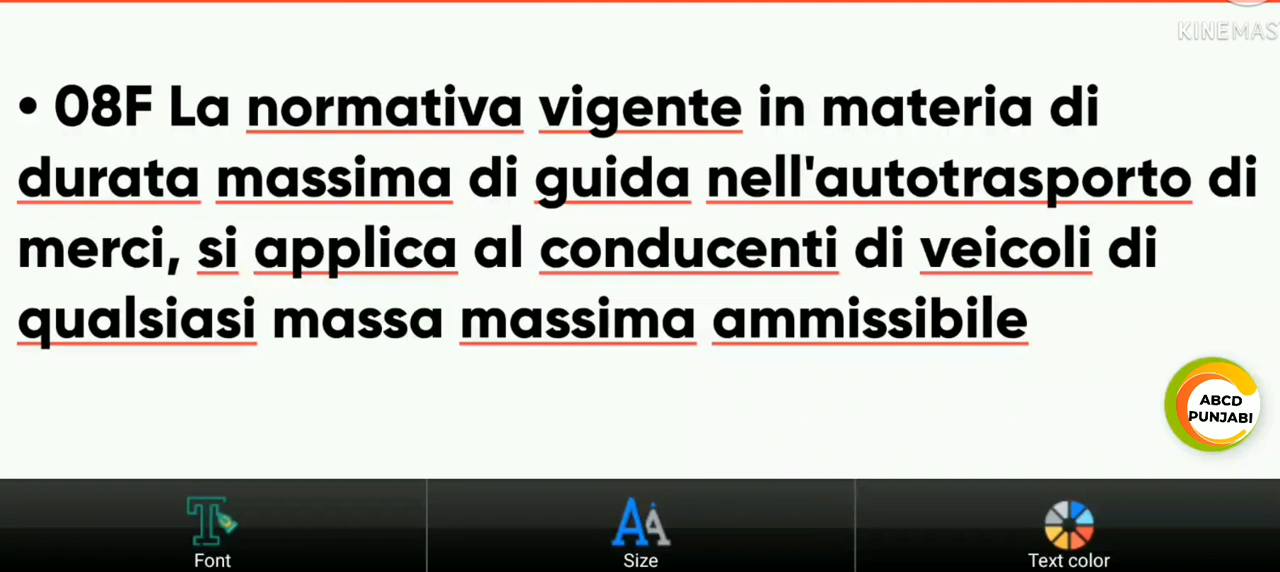 KINEMAS
• 08F La normativa vigente in materia di
durata massima di guida nell'autotrasporto di
merci, si applica al conducenti di veicoli di
qualsiasi massa massima ammissibile
ABCD
PUNJABI
Font
Size
Text color